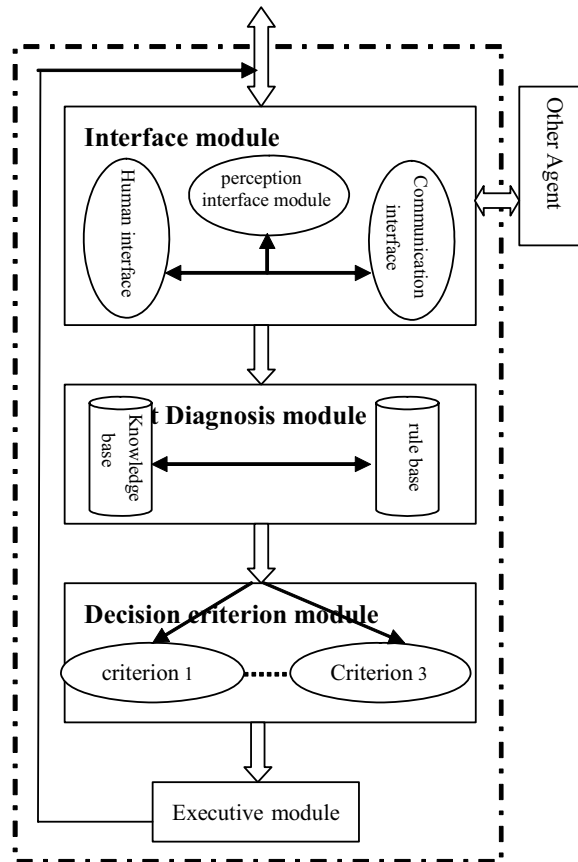 Interface module
Human interface
perception
interface module
Communication
interface
Other Agent
t Diagnosis module
Knowledge
base
rule base
Decision criterion module
criterion 1
Criterion 3
Executive module